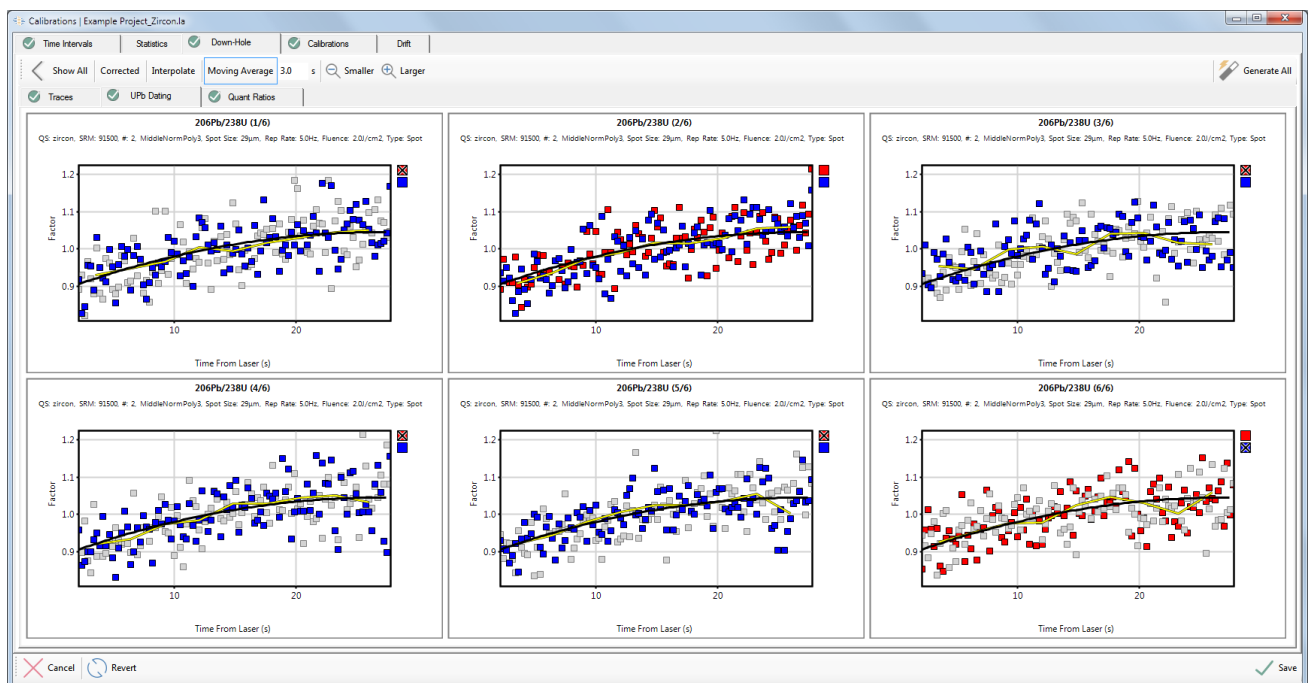 Calibrations | Example Project_Zircon.la
Time Intervals Statistics Down-Hole Calibrations Drift
Show All Corrected Interpolate Moving Average 3.0 s Smaller Larger Generate All
Traces UPb Dating Quant Ratios
206Pb/238U (1/6)
QS: zircon, SRM: 91500, #: 2, MiddleNormPoly3, Spot Size: 29µm, Rep Rate: 5.0Hz, Fluence: 2.0J/cm2, Type: Spot
1.2
1.1
1.0
0.9
Factor
10 20
Time From Laser (s)
206Pb/238U (2/6)
QS: zircon, SRM: 91500, #: 2, MiddleNormPoly3, Spot Size: 29µm, Rep Rate: 5.0Hz, Fluence: 2.0J/cm2, Type: Spot
1.2
1.1
1.0
0.9
Factor
10 20
Time From Laser (s)
206Pb/238U (3/6)
QS: zircon, SRM: 91500, #: 2, MiddleNormPoly3, Spot Size: 29µm, Rep Rate: 5.0Hz, Fluence: 2.0J/cm2, Type: Spot
1.2
1.1
1.0
0.9
Factor
10 20
Time From Laser (s)
206Pb/238U (4/6)
QS: zircon, SRM: 91500, #: 2, MiddleNormPoly3, Spot Size: 29µm, Rep Rate: 5.0Hz, Fluence: 2.0J/cm2, Type: Spot
1.2
1.1
1.0
0.9
Factor
10 20
Time From Laser (s)
206Pb/238U (5/6)
QS: zircon, SRM: 91500, #: 2, MiddleNormPoly3, Spot Size: 29µm, Rep Rate: 5.0Hz, Fluence: 2.0J/cm2, Type: Spot
1.2
1.1
1.0
0.9
Factor
10 20
Time From Laser (s)
206Pb/238U (6/6)
QS: zircon, SRM: 91500, #: 2, MiddleNormPoly3, Spot Size: 29µm, Rep Rate: 5.0Hz, Fluence: 2.0J/cm2, Type: Spot
1.2
1.1
1.0
0.9
Factor
10 20
Time From Laser (s)
Cancel Revert Save